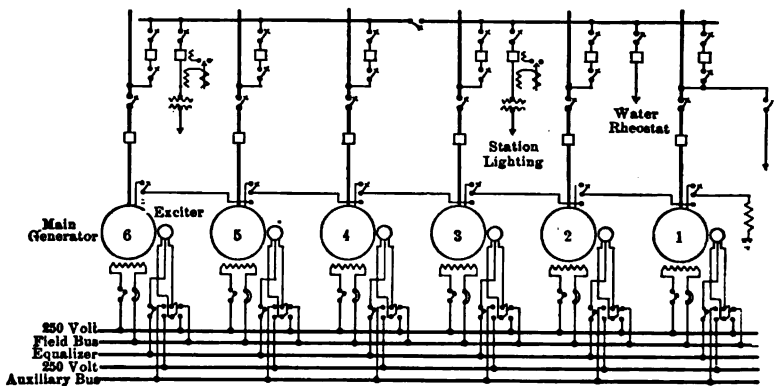 Water
Rheostat
Station
Lighting
Exciter
Main
Generator
6 5 4 3 2 1
250 Volt
Field Bus
Equalizer
250 Volt
Auxiliary Bus